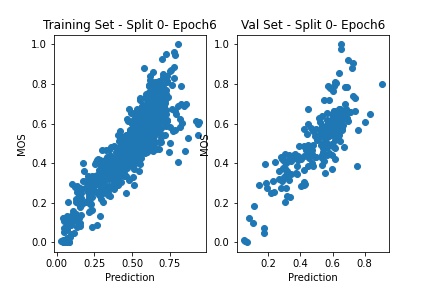 Training Set - Split 0- Epoch6
1.0
0.8
0.6
0.4
0.2
0.0
MOS
0.00 0.25 0.50 0.75
Prediction
Val Set - Split 0- Epoch6
1.0
0.8
0.6
0.4
0.2
0.0
MOS
0.2 0.4 0.6 0.8
Prediction